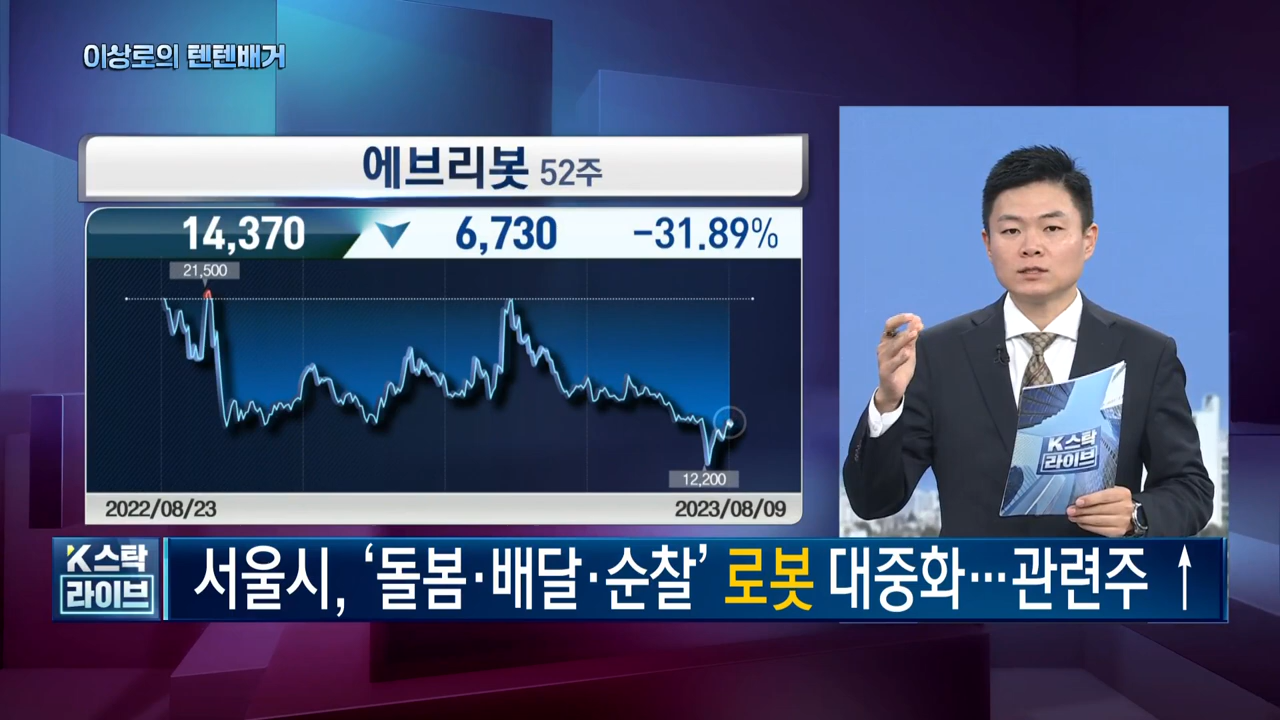 이상로의 텐텐배거
에브리봇 52주
14,370 ▼ 6,730 -31.89%
21,500
12,200
2022/08/23 2023/08/09
K스탁
라이브
K스탁
라이브
서울시, ‘돌봄·배달·순찰’ 로봇 대중화…관련주 ↑